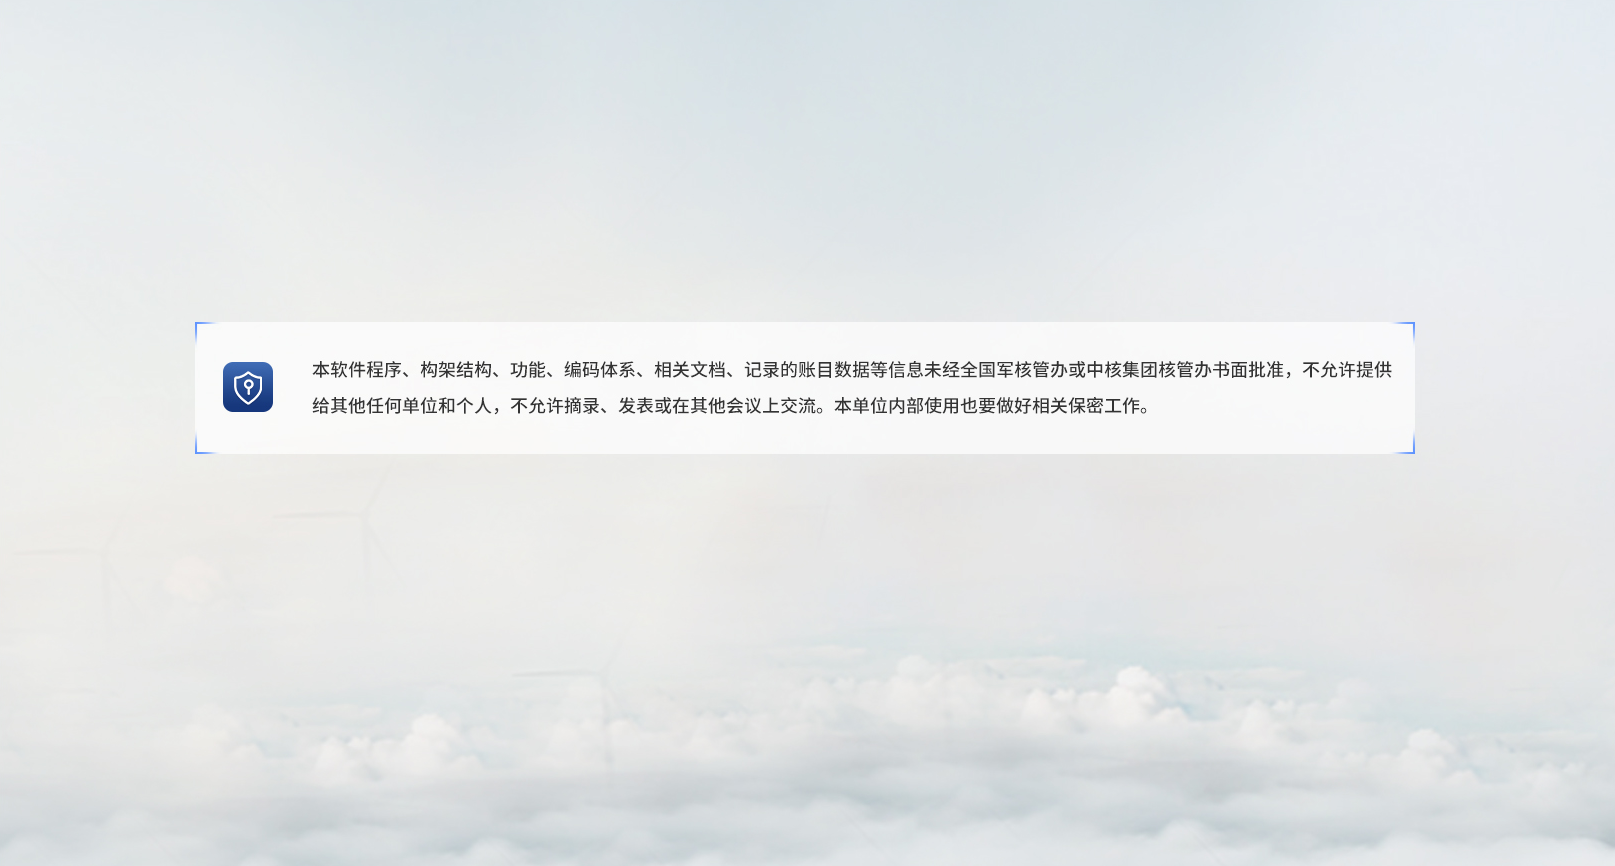 本软件程序、构架结构、功能、编码体系、相关文档、记录的账目数据等信息未经全国军核管办或中核集团核管办书面批准，不允许提供
给其他任何单位和个人，不允许摘录、发表或在其他会议上交流。本单位内部使用也要做好相关保密工作。